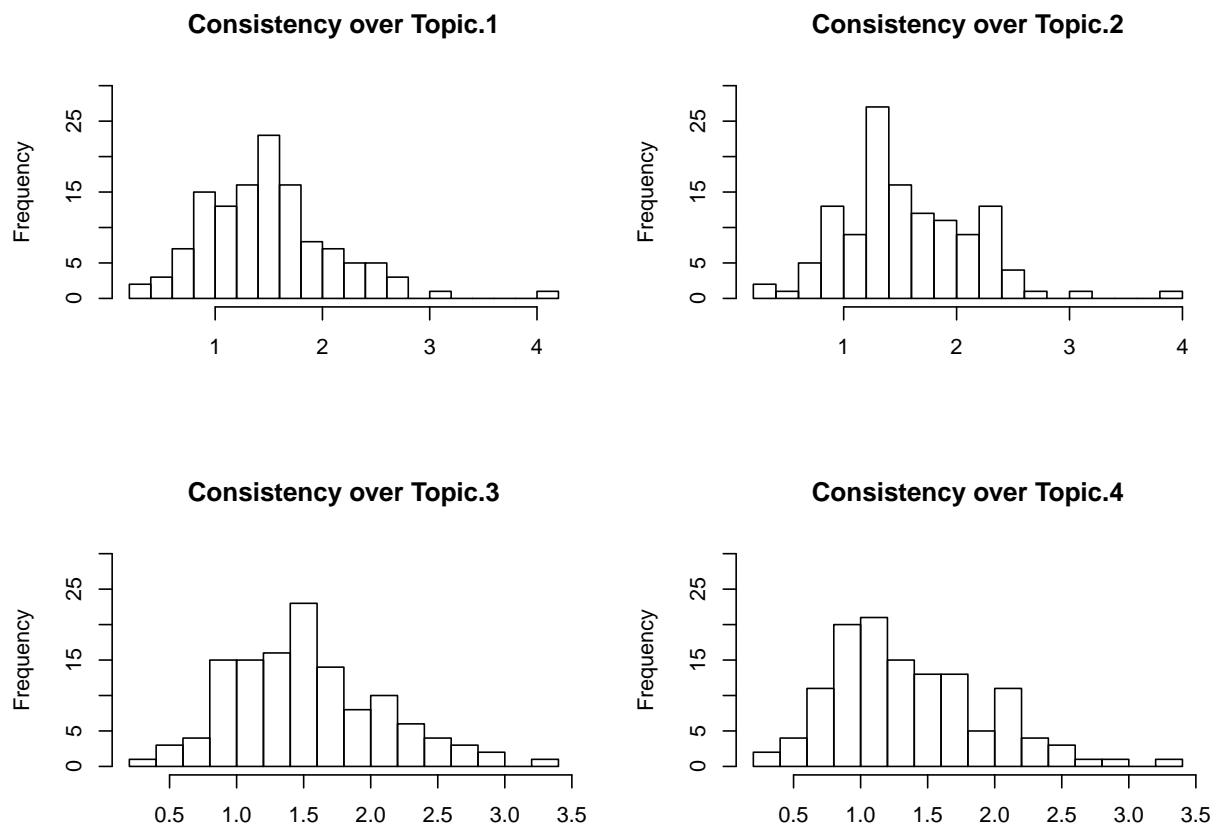 Consistency over Topic.1
Frequency
25
15
5
0
1 2 3 4
Consistency over Topic.2
Frequency
25
15
5
0
1 2 3 4
Consistency over Topic.3
Frequency
25
15
5
0
0.5 1.0 1.5 2.0 2.5 3.0 3.5
Consistency over Topic.4
Frequency
25
15
5
0
0.5 1.0 1.5 2.0 2.5 3.0 3.5